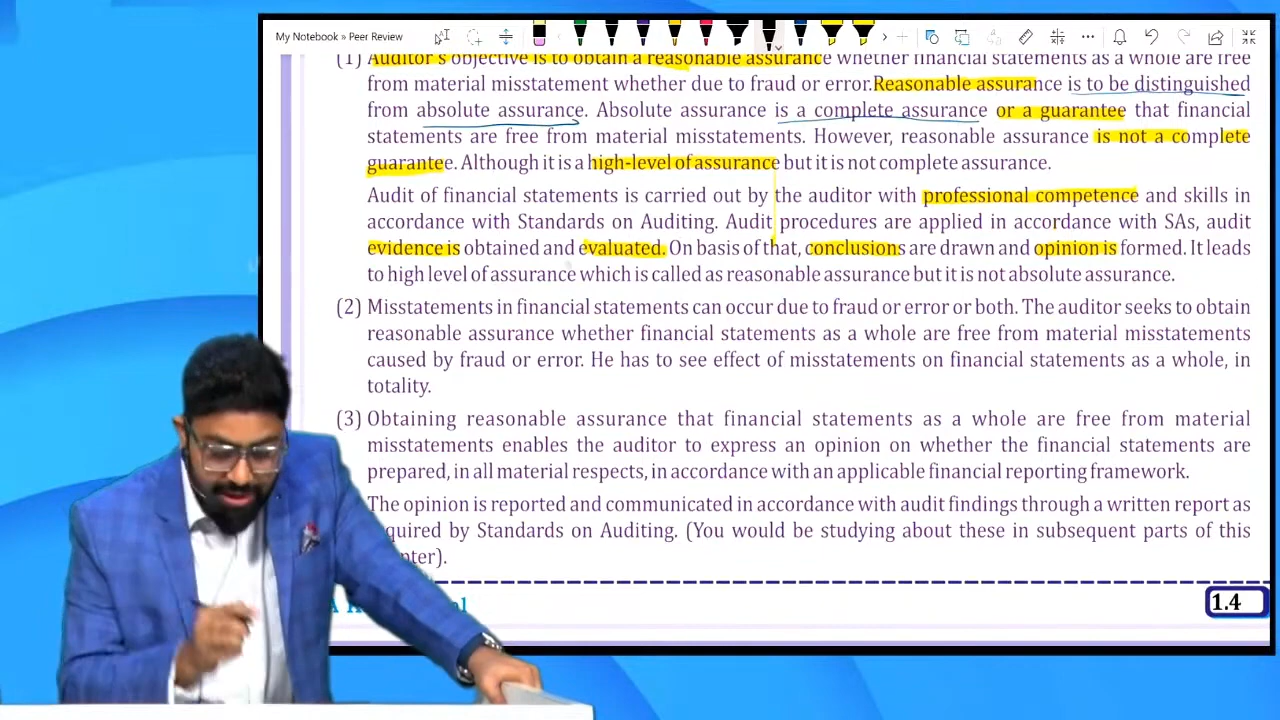 My Notebook » Peer Review
(1) Auditor's objective is to obtain a reasonable assurance whether financial statements as a whole are free
from material misstatement whether due to fraud or error.Reasonable assurance is to be distinguished
from absolute assurance. Absolute assurance is a complete assurance or a guarantee that financial
statements are free from material misstatements. However, reasonable assurance is not a complete
guarantee. Although it is a high-level of assurance but it is not complete assurance.
Audit of financial statements is carried out by the auditor with professional competence and skills in
accordance with Standards on Auditing. Audit procedures are applied in accordance with SAs, audit
evidence is obtained and evaluated. On basis of that, conclusions are drawn and opinion is formed. It leads
to high level of assurance which is called as reasonable assurance but it is not absolute assurance.
(2) Misstatements in financial statements can occur due to fraud or error or both. The auditor seeks to obtain
reasonable assurance whether financial statements as a whole are free from material misstatements
caused by fraud or error. He has to see effect of misstatements on financial statements as a whole, in
totality.
(3) Obtaining reasonable assurance that financial statements as a whole are free from material
misstatements enables the auditor to express an opinion on whether the financial statements are
prepared, in all material respects, in accordance with an applicable financial reporting framework.
The opinion is reported and communicated in accordance with audit findings through a written report as
quired by Standards on Auditing. (You would be studying about these in subsequent parts of this
pter).
1.4